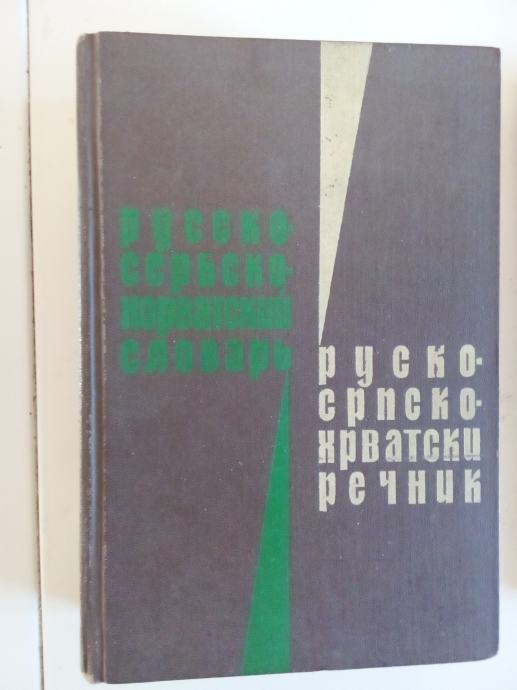 русско-
сербско-
хорватский
словарь
руско-
српско-
хрватски
речник